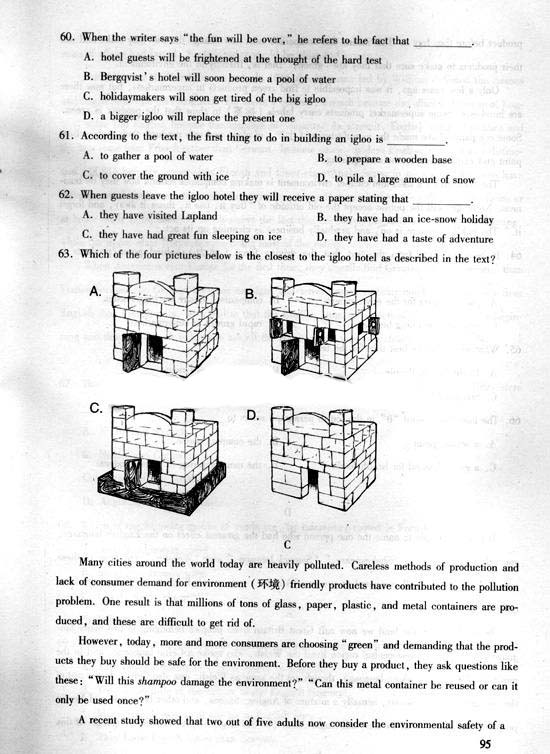 60. When the writer says “the fun will be over,” he refers to the fact that ________.
A. hotel guests will be frightened at the thought of the hard test
B. Bergqvist's hotel will soon become a pool of water
C. holidaymakers will soon get tired of the big igloo
D. a bigger igloo will replace the present one
61. According to the text, the first thing to do in building an igloo is ________.
A. to gather a pool of water B. to prepare a wooden base
C. to cover the ground with ice D. to pile a large amount of snow
62. When guests leave the igloo hotel they will receive a paper stating that ________.
A. they have visited Lapland B. they have had an ice-snow holiday
C. they have had great fun sleeping on ice D. they have had a taste of adventure
63. Which of the four pictures below is the closest to the igloo hotel as described in the text?
A. B.
C. D.
C
Many cities around the world today are heavily polluted. Careless methods of production and
lack of consumer demand for environment (环境) friendly products have contributed to the pollution
problem. One result is that millions of tons of glass, paper, plastic, and metal containers are pro-
duced, and these are difficult to get rid of.
However, today, more and more consumers are choosing “green” and demanding that the prod-
ucts they buy should be safe for the environment. Before they buy a product, they ask questions like
these: “Will this shampoo damage the environment?” “Can this metal container be reused or can it
only be used once?”
A recent study showed that two out of five adults now consider the environmental safety of a
95